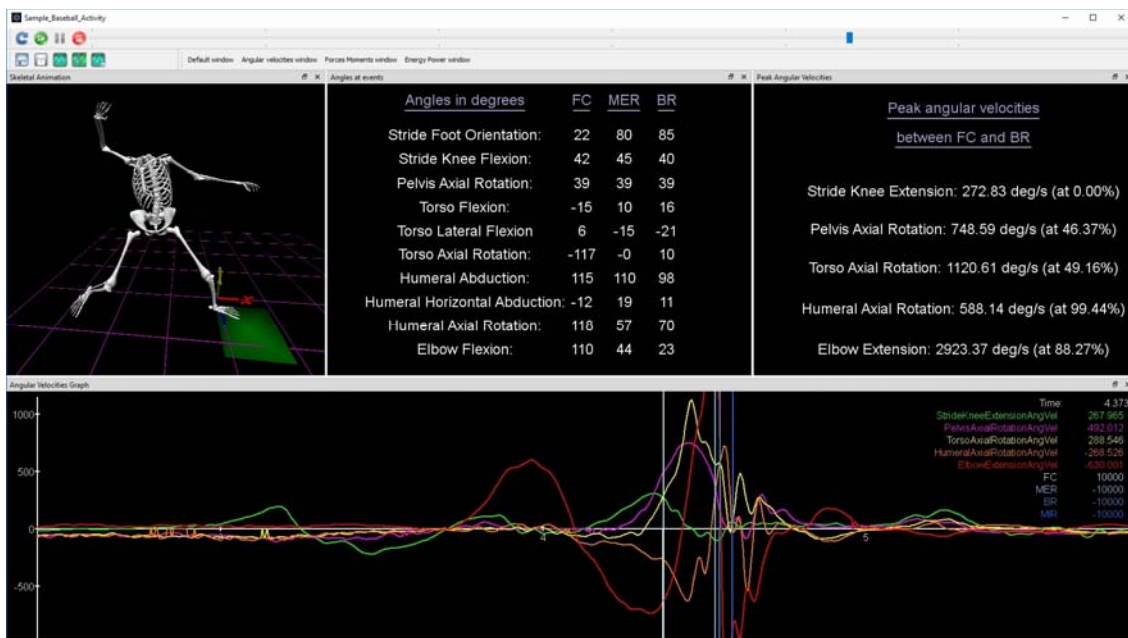 Sample_Baseball_Activity
Default window Angular velocities window Forces Moments window Energy Power window
Skeletal Animation
Angles at events
Peak Angular Velocities
Angles in degrees FC MER BR
Stride Foot Orientation: 22 80 85
Stride Knee Flexion: 42 45 40
Pelvis Axial Rotation: 39 39 39
Torso Flexion: -15 10 16
Torso Lateral Flexion 6 -15 -21
Torso Axial Rotation: -117 -0 10
Humeral Abduction: 115 110 98
Humeral Horizontal Abduction: -12 19 11
Humeral Axial Rotation: 118 57 70
Elbow Flexion: 110 44 23
Peak angular velocities
between FC and BR
Stride Knee Extension: 272.83 deg/s (at 0.00%)
Pelvis Axial Rotation: 748.59 deg/s (at 46.37%)
Torso Axial Rotation: 1120.61 deg/s (at 49.16%)
Humeral Axial Rotation: 588.14 deg/s (at 99.44%)
Elbow Extension: 2923.37 deg/s (at 88.27%)
X
Angular Velocities Graph
1000
500
0
-500
4
5
Time: 4.373
StrideKneeExtensionAngVel 267.965
PelvisAxialRotationAngVel 492.012
TorsoAxialRotationAngVel 288.546
HumeralAxialRotationAngVel -268.526
ElbowExtensionAngVel -630.001
FC 10000
MER -10000
BR -10000
MIR -10000